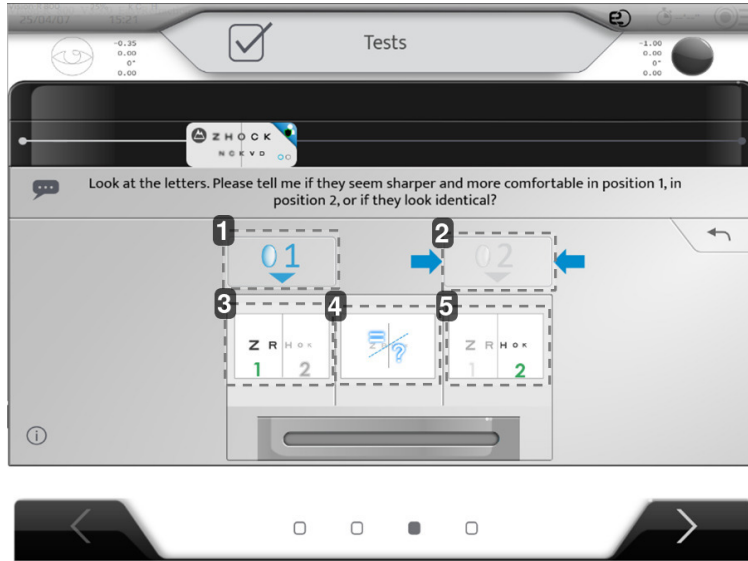 25/04/07 15:21
Tests
-0.35
0.00
0°
0.00
-1.00
0.00
0°
0.00
ZHOCK
NCKVD
Look at the letters. Please tell me if they seem sharper and more comfortable in position 1, in
position 2, or if they look identical?
1
2
01
02
3
4
5
Z R H O K
1 2
Z R H O K
1 2